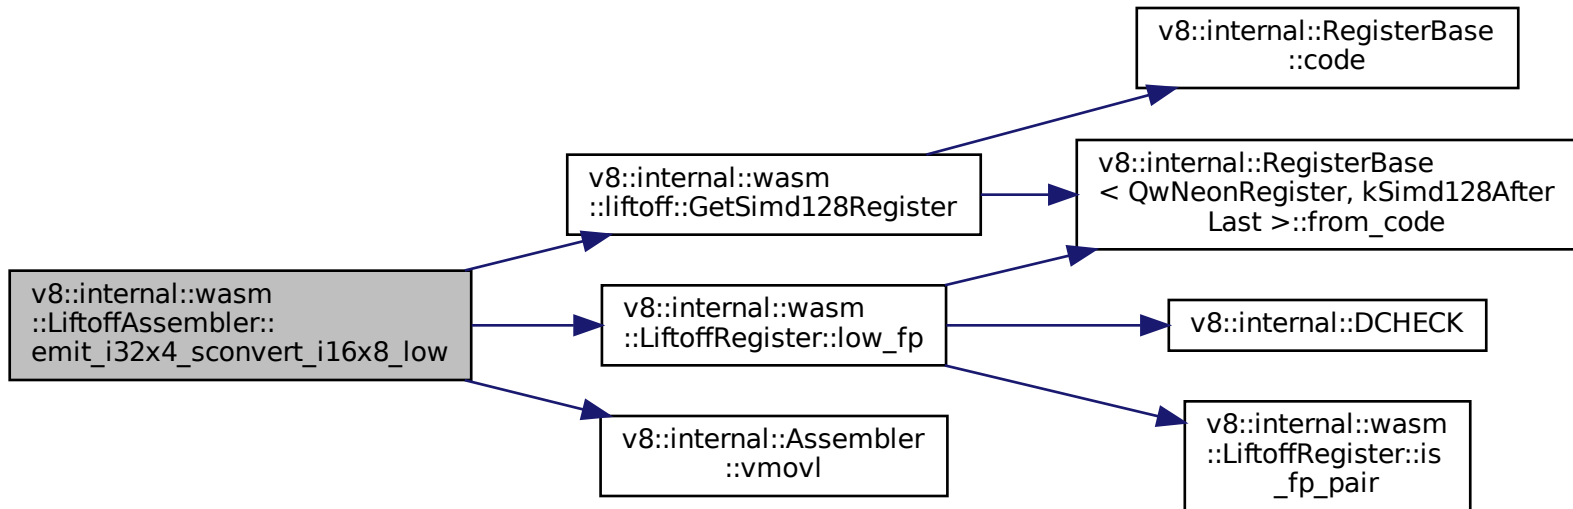 v8::internal::wasm
::LiftoffAssembler::
emit_i32x4_sconvert_i16x8_low
v8::internal::wasm
::liftoff::GetSimd128Register
v8::internal::wasm
::LiftoffRegister::low_fp
v8::internal::Assembler
::vmovl
v8::internal::RegisterBase
::code
v8::internal::RegisterBase
< QwNeonRegister, kSimd128After
Last >::from_code
v8::internal::DCHECK
v8::internal::wasm
::LiftoffRegister::is
_fp_pair